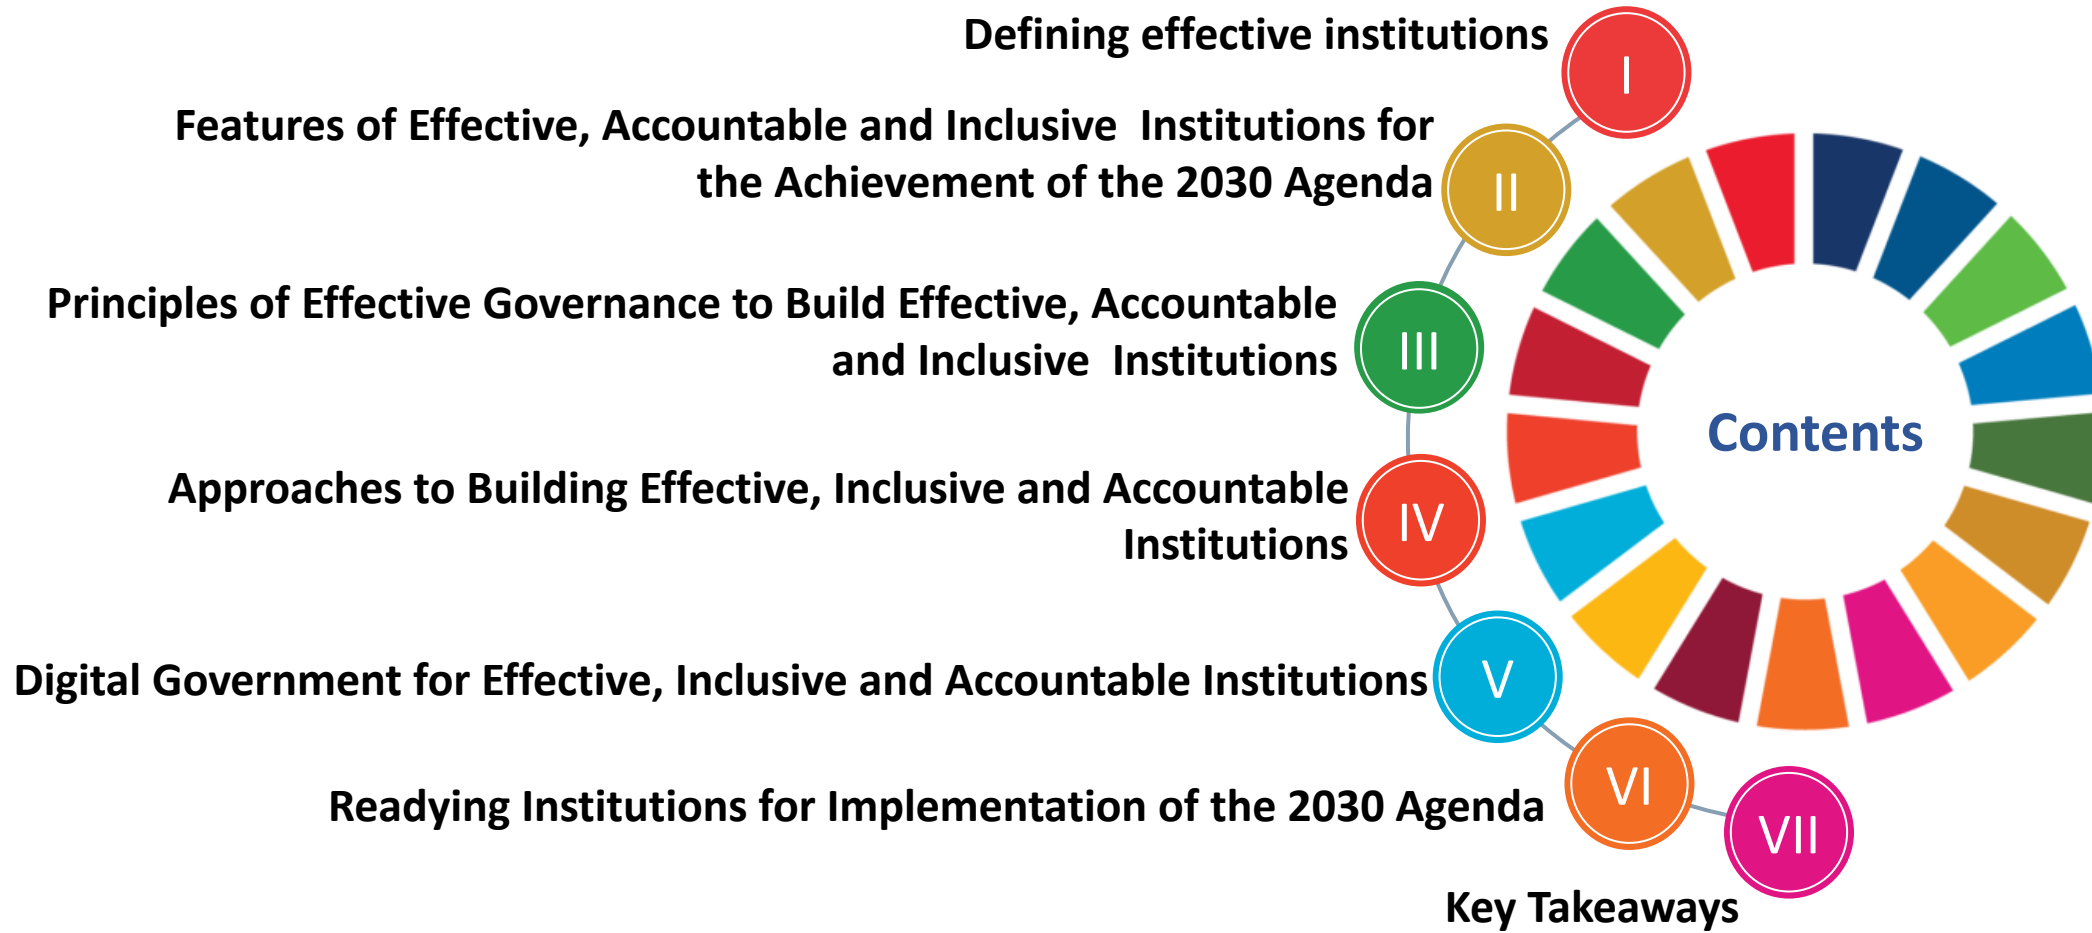 Defining effective institutions
I
Features of Effective, Accountable and Inclusive  Institutions for
the Achievement of the 2030 Agenda
II
Principles of Effective Governance to Build Effective, Accountable
and Inclusive  Institutions
III
Contents
Approaches to Building Effective, Inclusive and Accountable
Institutions
IV
Digital Government for Effective, Inclusive and Accountable Institutions
V
Readying Institutions for Implementation of the 2030 Agenda
VI
VII
Key Takeaways